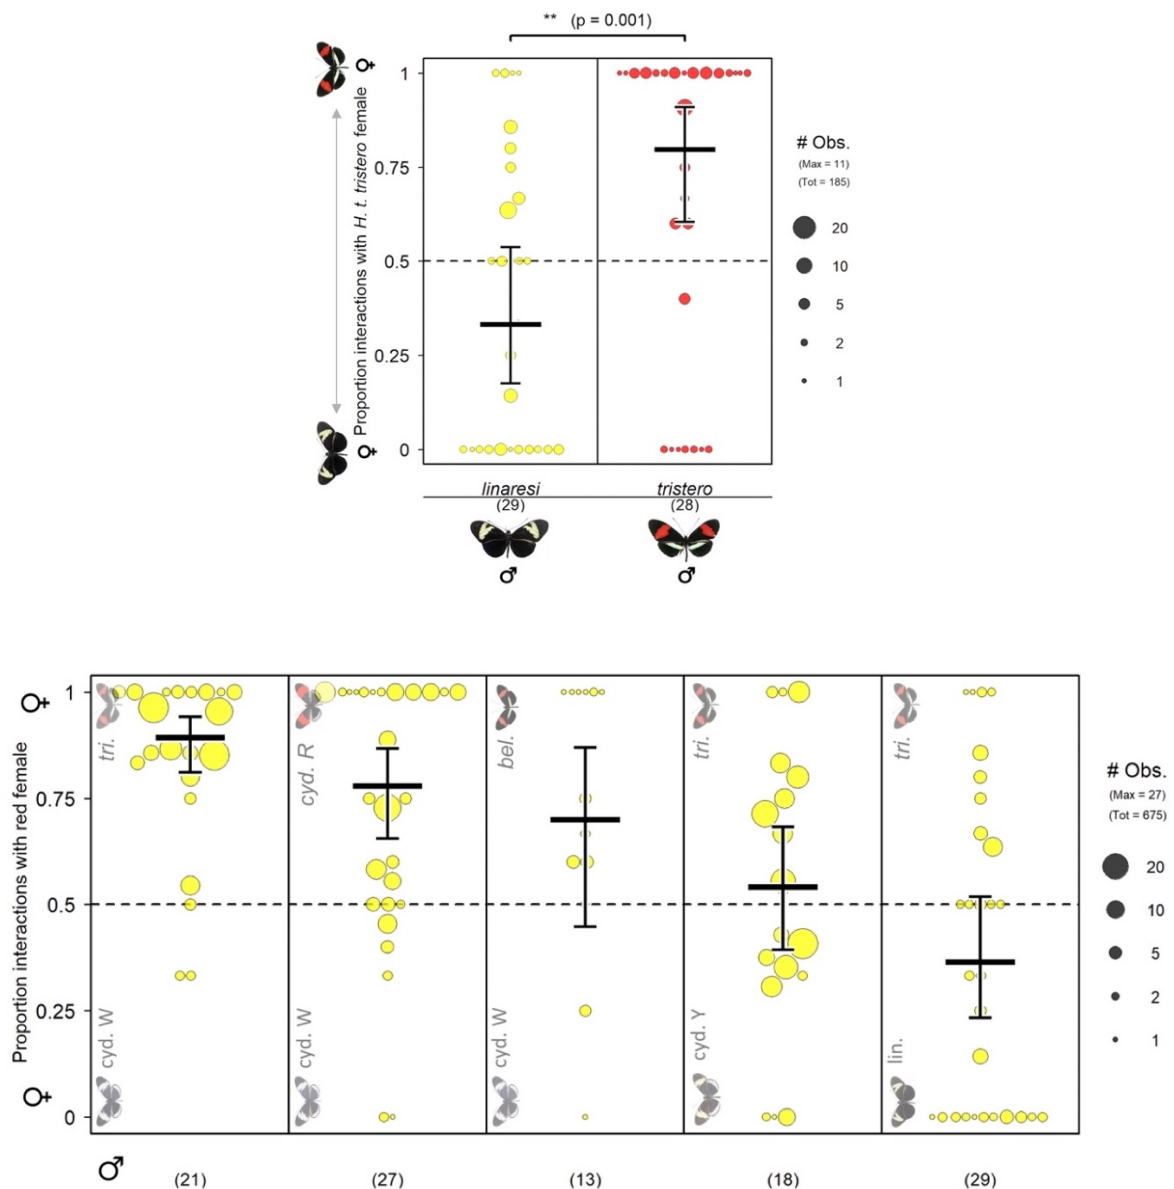 ** (p = 0.001)
♀
Proportion interactions with H. t. tristero female
♀
1
0.75
0.5
0.25
0
# Obs.
(Max = 11)
(Tot = 185)
20
10
5
2
1
linaresi
tristero
(29)
(28)
♂
♂
♀
Proportion interactions with red female
♀
1
0.75
0.5
0.25
0
tri.
cyd. R
bel.
tri.
tri.
cyd. W
cyd. W
cyd. W
cyd. Y
lin.
# Obs.
(Max = 27)
(Tot = 675)
20
10
5
2
1
♂
(21)
(27)
(13)
(18)
(29)